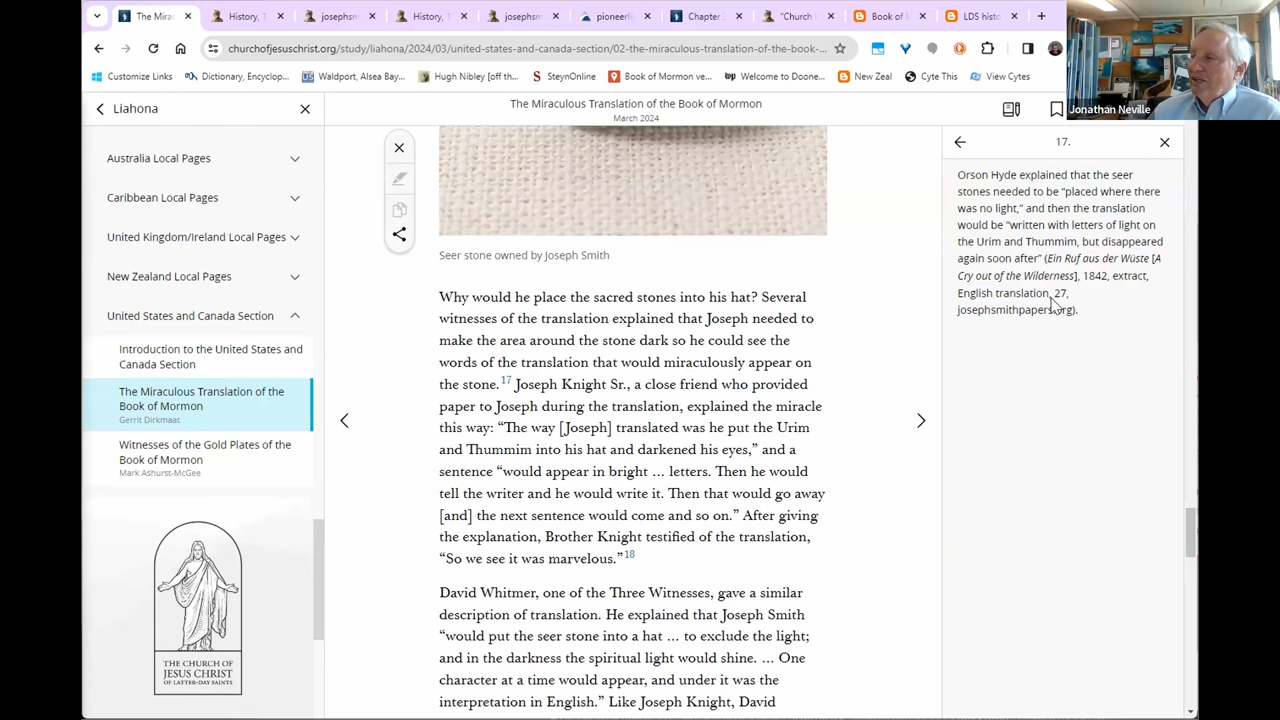 The Mirac
History, T
josephsm
History, T
josephsm
pioneerli
Chapter
"Church
Book of M
LDS histo
churchofjesuschrist.org/study/liahona/2024/03/united-states-and-canada-section/02-the-miraculous-translation-of-the-book-...
Customize Links
Dictionary, Encyclop...
Waldport, Alsea Bay...
Hugh Nibley [off th...
SteynOnline
Book of Mormon ve...
Welcome to Doone...
New Zeal
Cyte This
View Cytes
Jonathan Neville
Liahona
The Miraculous Translation of the Book of Mormon
March 2024
Australia Local Pages
Caribbean Local Pages
United Kingdom/Ireland Local Pages
New Zealand Local Pages
United States and Canada Section
Introduction to the United States and
Canada Section
The Miraculous Translation of the
Book of Mormon
Gerrit Dirkmaat
Witnesses of the Gold Plates of the
Book of Mormon
Mark Ashurst-McGee
THE CHURCH OF
JESUS CHRIST
OF LATTER-DAY SAINTS
Seer stone owned by Joseph Smith
Why would he place the sacred stones into his hat? Several
witnesses of the translation explained that Joseph needed to
make the area around the stone dark so he could see the
words of the translation that would miraculously appear on
the stone.17 Joseph Knight Sr., a close friend who provided
paper to Joseph during the translation, explained the miracle
this way: “The way [Joseph] translated was he put the Urim
and Thummim into his hat and darkened his eyes,” and a
sentence “would appear in bright … letters. Then he would
tell the writer and he would write it. Then that would go away
[and] the next sentence would come and so on.” After giving
the explanation, Brother Knight testified of the translation,
“So we see it was marvelous.”18
David Whitmer, one of the Three Witnesses, gave a similar
description of translation. He explained that Joseph Smith
“would put the seer stone into a hat … to exclude the light;
and in the darkness the spiritual light would shine. … One
character at a time would appear, and under it was the
interpretation in English.” Like Joseph Knight, David
17.
Orson Hyde explained that the seer
stones needed to be “placed where there
was no light,” and then the translation
would be “written with letters of light on
the Urim and Thummim, but disappeared
again soon after” (Ein Ruf aus der Wüste [A
Cry out of the Wilderness], 1842, extract,
English translation, 27,
josephsmithpapers.org).